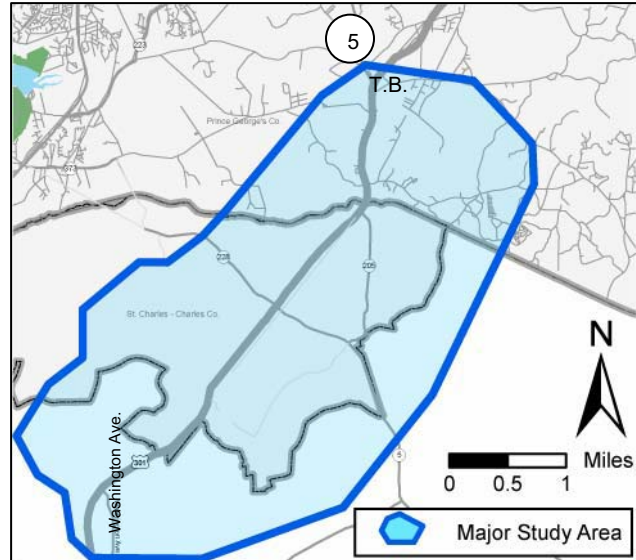 5
T.B.
223
Prince George's Co.
373
228
205
St. Charles - Charles Co.
N
Washington Ave.
301
5
Miles
0 0.5 1
Major Study Area